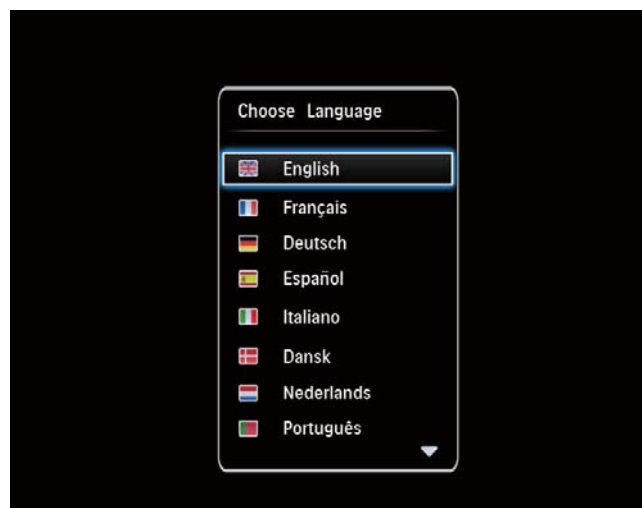 Choose Language
English
Français
Deutsch
Español
Italiano
Dansk
Nederlands
Português